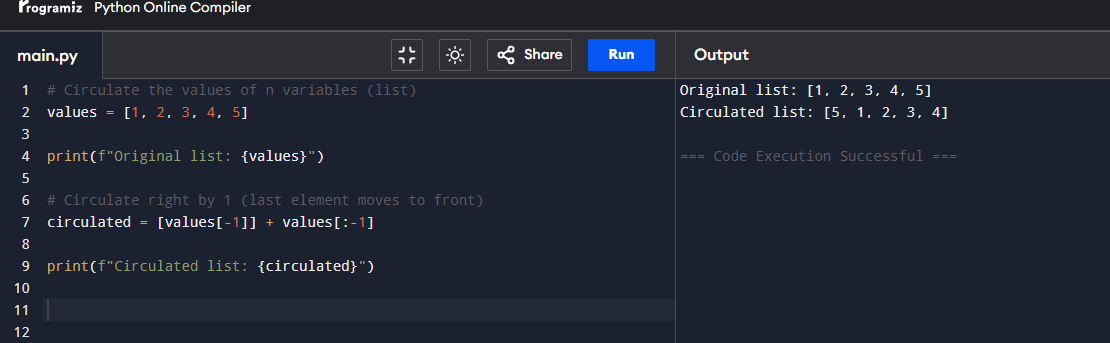 Programiz Python Online Compiler
main.py Share Run Output
1 # Circulate the values of n variables (list)
2 values = [1, 2, 3, 4, 5]
3
4 print(f"Original list: {values}")
5
6 # Circulate right by 1 (last element moves to front)
7 circulated = [values[-1]] + values[:-1]
8
9 print(f"Circulated list: {circulated}")
10
11
12
Original list: [1, 2, 3, 4, 5]
Circulated list: [5, 1, 2, 3, 4]
=== Code Execution Successful ===